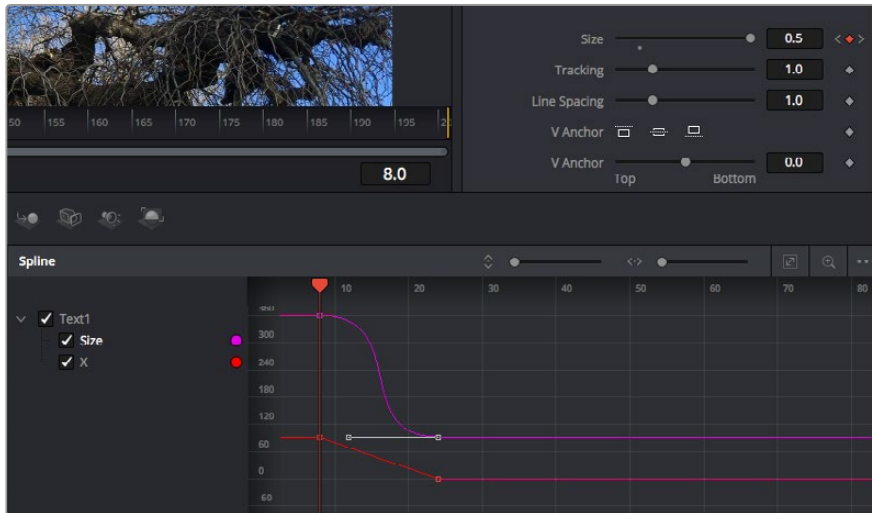 Size 0.5
Tracking 1.0
Line Spacing 1.0
V Anchor
V Anchor 0.0
Top Bottom
50 155 160 165 170 175 180 185 190 195
8.0
Spline
10 20 30 40 50 60 70 80
Text1
Size
X
300
240
180
120
60
0
60